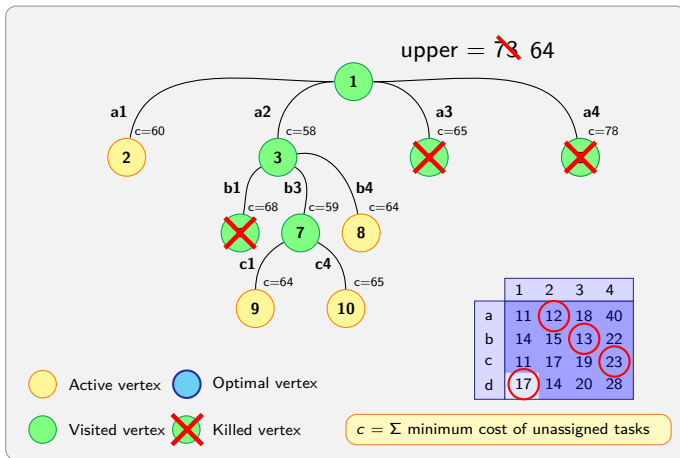 upper = 73 64
1
a1 a2 a3 a4
c=60 c=58 c=65 c=78
2 3
b1 b3 b4
c=68 c=59 c=64
7 8
c1 c4
c=64 c=65
9 10
1 2 3 4
a 11 12 18 40
b 14 15 13 22
c 11 17 19 23
d 17 14 20 28
Active vertex Optimal vertex
Visited vertex Killed vertex
c = Σ minimum cost of unassigned tasks